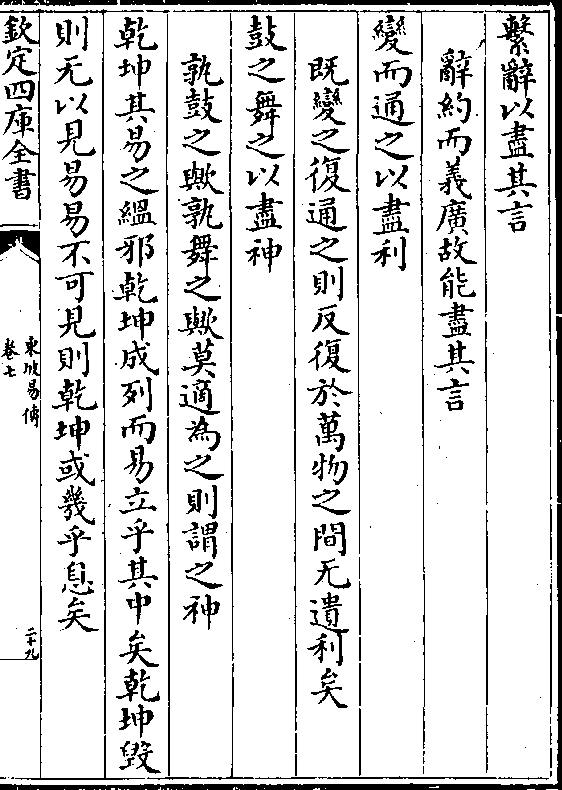 繫辭以盡其言
辭約而義廣故能盡其言
變而通之以盡利
既變之復通之則反復於萬物之間无遺利矣
鼓之舞之以盡神
孰鼓之歟孰舞之歟莫適為之則謂之神
乾坤其易之縕邪乾坤成列而易立乎其中矣乾坤毀
則无以見易易不可見則乾坤或幾乎息矣
欽定四庫全書
東坡易傳
卷七
二十九